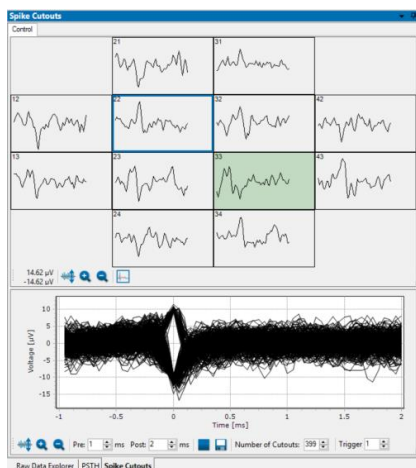 Spike Cutouts
Control
21 31
12 22 32 42
13 23 33 43
24 34
14.62 µV
-14.62 µV
10
5
0
-5
-10
-15
Voltage [µV]
-1 -0.5 0 0.5 1 1.5 2
Time [ms]
Pre: 1 ms Post: 2 ms Number of Cutouts: 399 Trigger 1
Raw Data Explorer PSTH Spike Cutouts